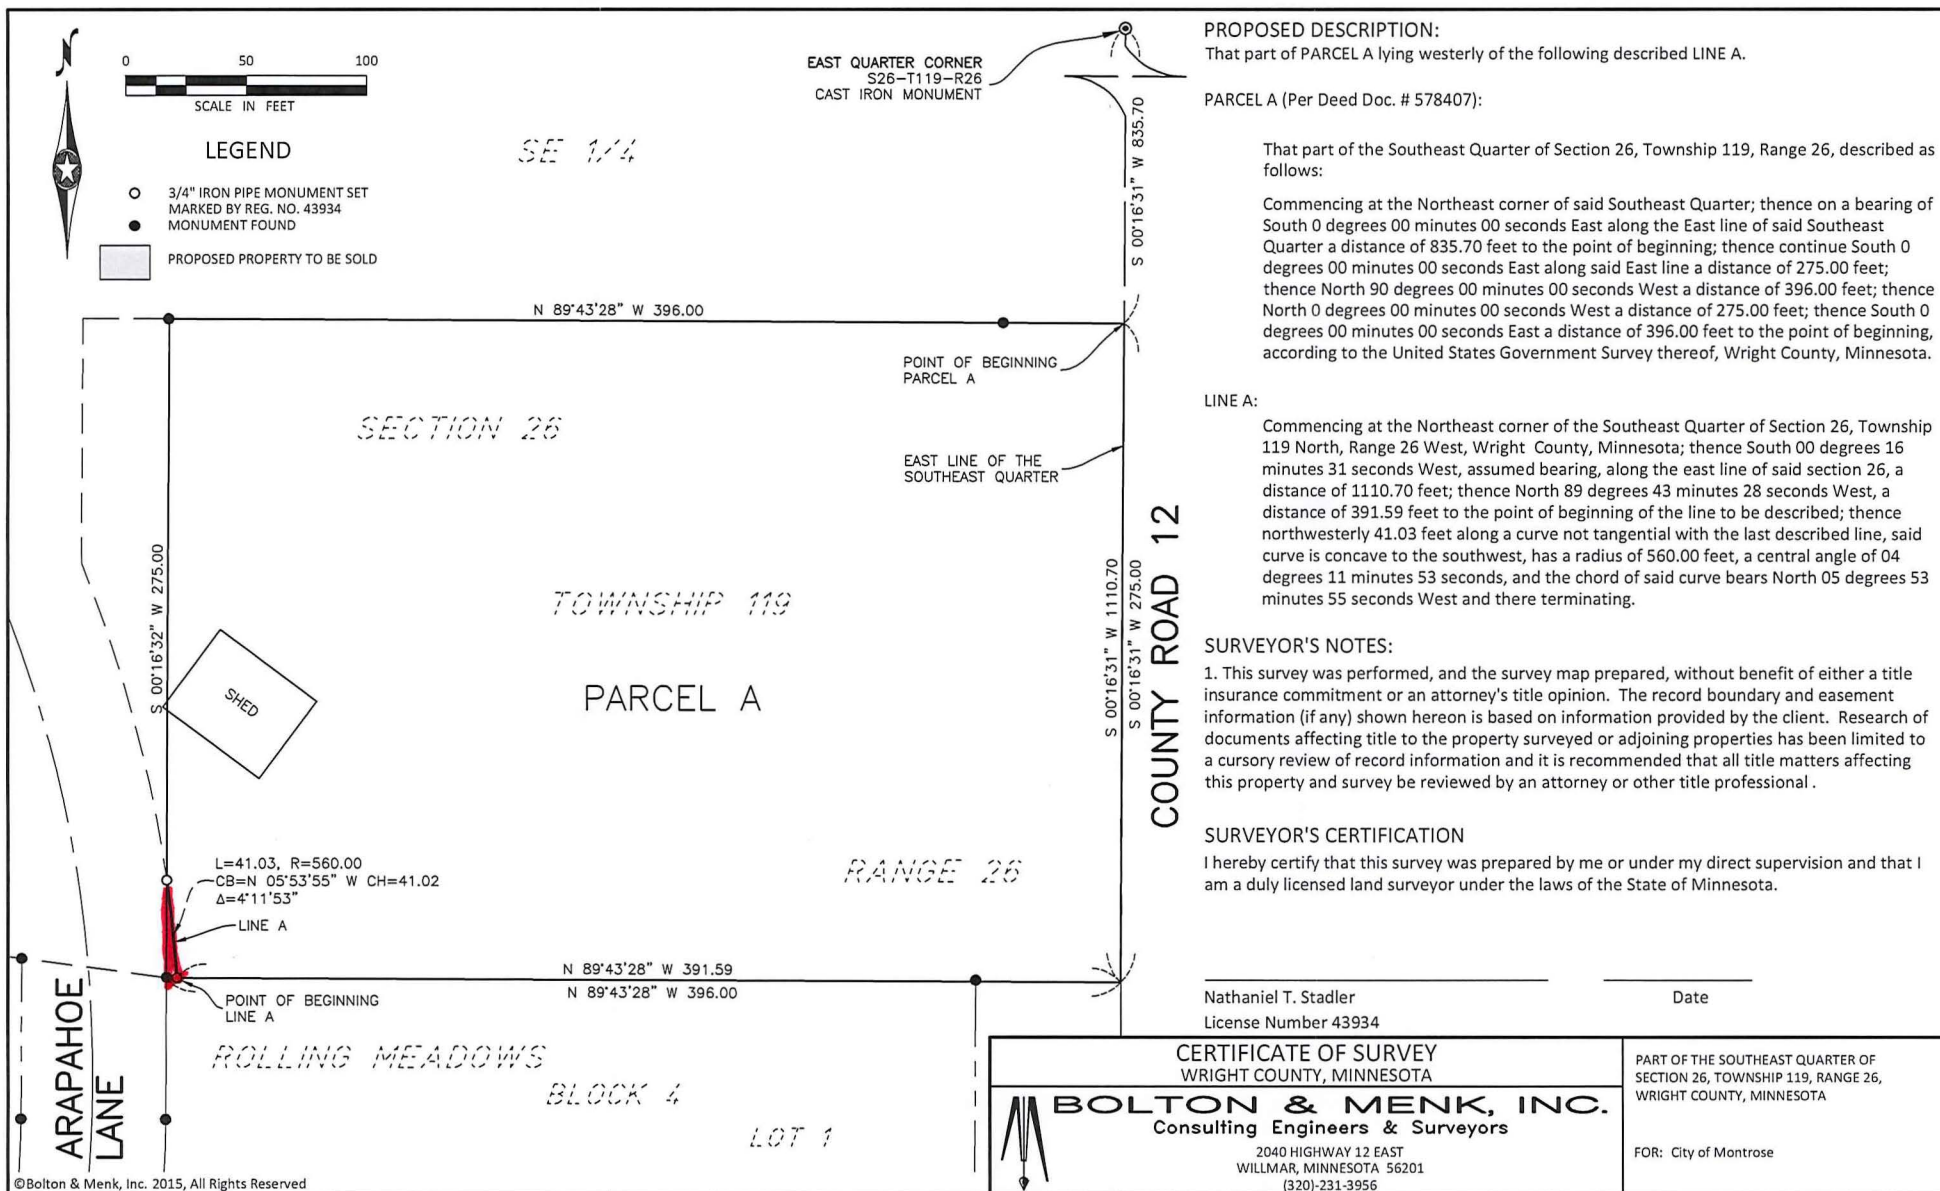 N
0 50 100
SCALE IN FEET
LEGEND
3/4" IRON PIPE MONUMENT SET
MARKED BY REG. NO. 43934
MONUMENT FOUND
PROPOSED PROPERTY TO BE SOLD
EAST QUARTER CORNER
S26-T119-R26
CAST IRON MONUMENT
SE 1/4
S 00°16'31" W 835.70
N 89°43'28" W 396.00
POINT OF BEGINNING
PARCEL A
SECTION 26
EAST LINE OF THE
SOUTHEAST QUARTER
S 00°16'32" W 275.00
TOWNSHIP 119
S 00°16'31" W 1110.70
S 00°16'31" W 275.00
COUNTY ROAD 12
SHED
PARCEL A
L=41.03, R=560.00
CB=N 05°53'55" W CH=41.02
Δ=4°11'53"
LINE A
RANGE 26
N 89°43'28" W 391.59
N 89°43'28" W 396.00
POINT OF BEGINNING
LINE A
ARAPAHOE
LANE
ROLLING MEADOWS
BLOCK 4
LOT 1
©Bolton & Menk, Inc. 2015, All Rights Reserved
PROPOSED DESCRIPTION:
That part of PARCEL A lying westerly of the following described LINE A.
PARCEL A (Per Deed Doc. # 578407):
That part of the Southeast Quarter of Section 26, Township 119, Range 26, described as
follows:
Commencing at the Northeast corner of said Southeast Quarter; thence on a bearing of
South 0 degrees 00 minutes 00 seconds East along the East line of said Southeast
Quarter a distance of 835.70 feet to the point of beginning; thence continue South 0
degrees 00 minutes 00 seconds East along said East line a distance of 275.00 feet;
thence North 90 degrees 00 minutes 00 seconds West a distance of 396.00 feet; thence
North 0 degrees 00 minutes 00 seconds West a distance of 275.00 feet; thence South 0
degrees 00 minutes 00 seconds East a distance of 396.00 feet to the point of beginning,
according to the United States Government Survey thereof, Wright County, Minnesota.
LINE A:
Commencing at the Northeast corner of the Southeast Quarter of Section 26, Township
119 North, Range 26 West, Wright County, Minnesota; thence South 00 degrees 16
minutes 31 seconds West, assumed bearing, along the east line of said section 26, a
distance of 1110.70 feet; thence North 89 degrees 43 minutes 28 seconds West, a
distance of 391.59 feet to the point of beginning of the line to be described; thence
northwesterly 41.03 feet along a curve not tangential with the last described line, said
curve is concave to the southwest, has a radius of 560.00 feet, a central angle of 04
degrees 11 minutes 53 seconds, and the chord of said curve bears North 05 degrees 53
minutes 55 seconds West and there terminating.
SURVEYOR'S NOTES:
1. This survey was performed, and the survey map prepared, without benefit of either a title
insurance commitment or an attorney's title opinion. The record boundary and easement
information (if any) shown hereon is based on information provided by the client. Research of
documents affecting title to the property surveyed or adjoining properties has been limited to
a cursory review of record information and it is recommended that all title matters affecting
this property and survey be reviewed by an attorney or other title professional .
SURVEYOR'S CERTIFICATION
I hereby certify that this survey was prepared by me or under my direct supervision and that I
am a duly licensed land surveyor under the laws of the State of Minnesota.
Nathaniel T. Stadler Date
License Number 43934
CERTIFICATE OF SURVEY
WRIGHT COUNTY, MINNESOTA
BOLTON & MENK, INC.
Consulting Engineers & Surveyors
2040 HIGHWAY 12 EAST
WILLMAR, MINNESOTA 56201
(320)-231-3956
PART OF THE SOUTHEAST QUARTER OF
SECTION 26, TOWNSHIP 119, RANGE 26,
WRIGHT COUNTY, MINNESOTA
FOR: City of Montrose